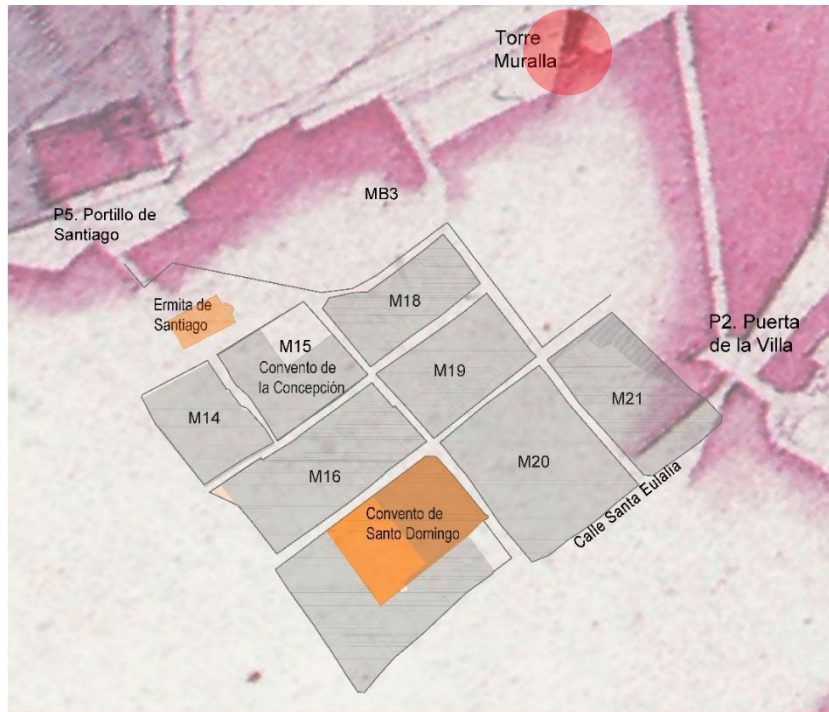 Torre
Muralla
MB3
P5. Portillo de
Santiago
Ermita de
Santiago
M18
M15
Convento de
la Concepción
P2. Puerta
de la Villa
M19
M21
M14
M16
M20
Convento de
Santo Domingo
Calle Santa Eulalia